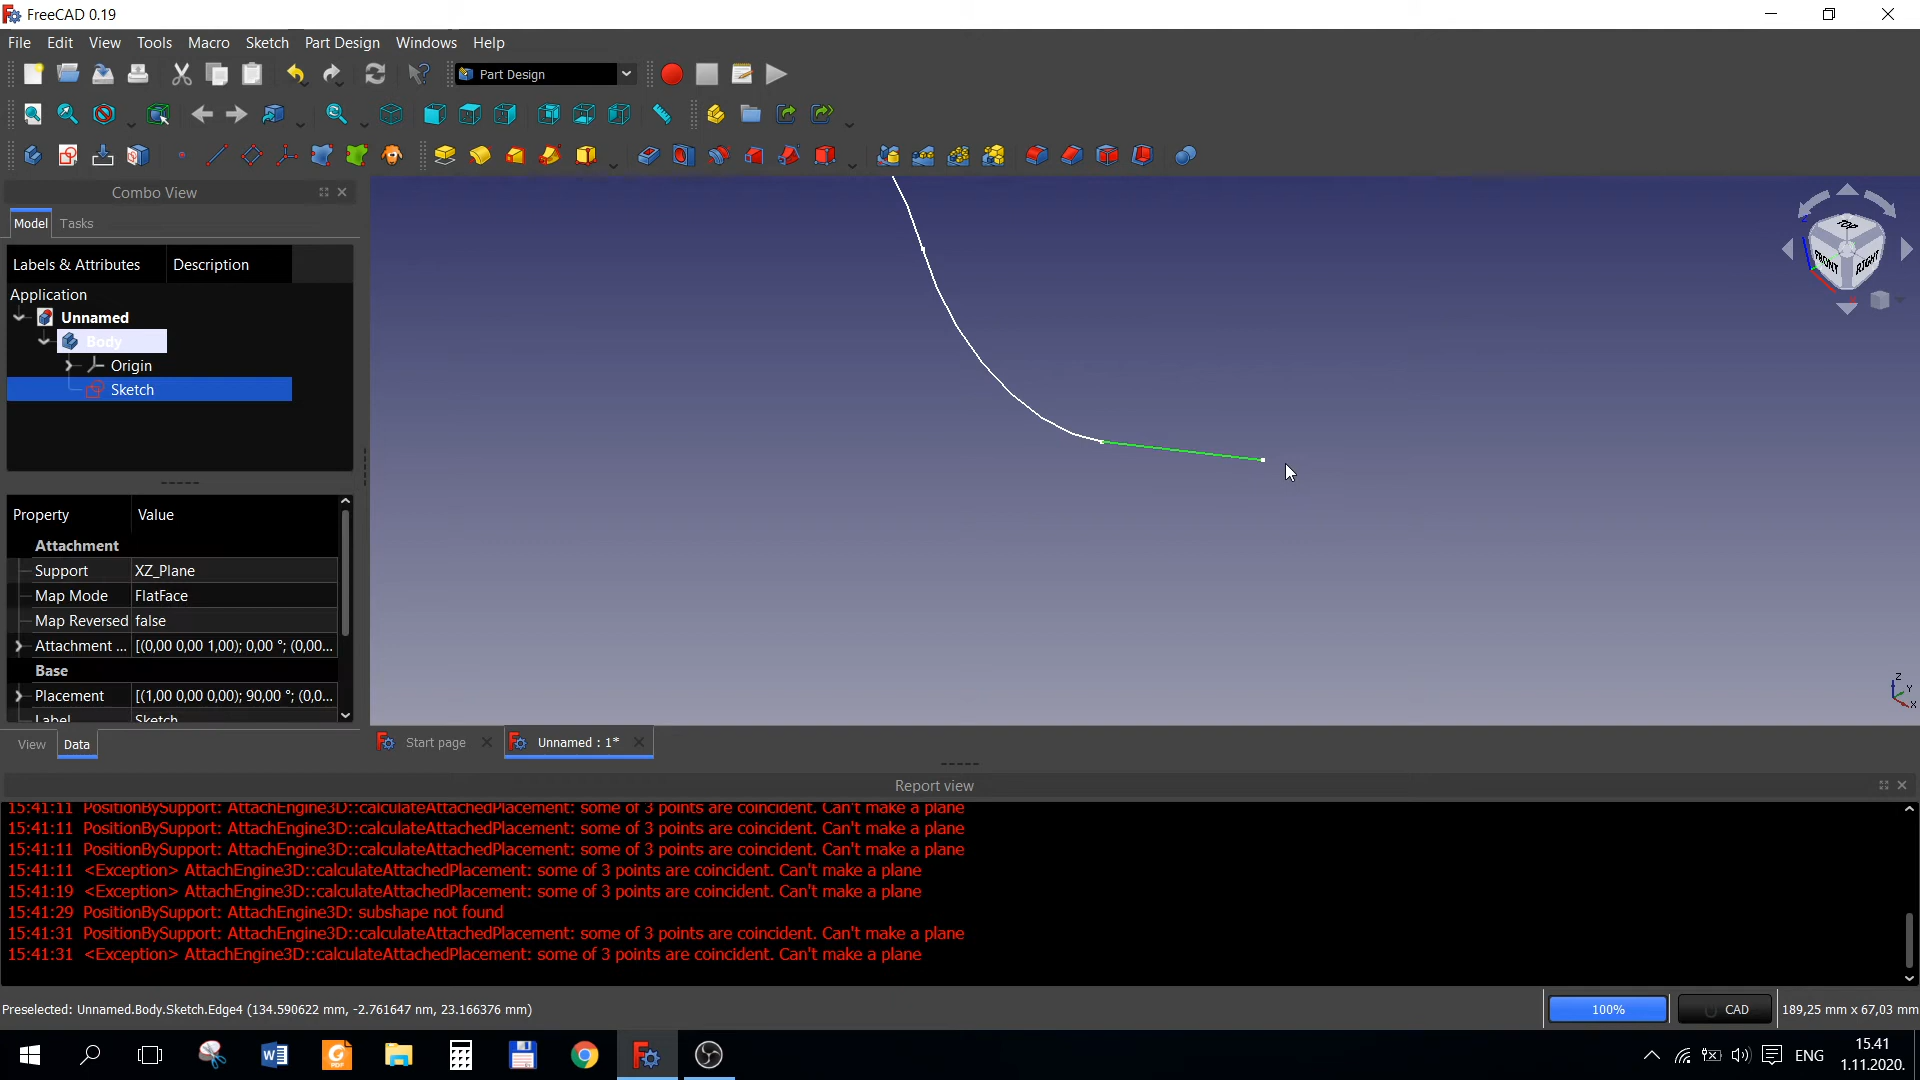 FreeCAD 0.19
File Edit View Tools Macro Sketch Part Design Windows Help
Part Design
Combo View
Model Tasks
Labels & Attributes Description
Application
Unnamed
Body
Origin
Sketch
TOP
FRONT RIGHT
Property Value
Attachment
Support XZ_Plane
Map Mode FlatFace
Map Reversed false
Attachment ... [(0,00 0,00 1,00); 0,00 °; (0,00...
Base
Placement [(1,00 0,00 0,00); 90,00 °; (0,0...
Label Sketch
Z
Y
X
View Data
Start page Unnamed : 1*
Report view
15:41:11 PositionBySupport: AttachEngine3D::calculateAttachedPlacement: some of 3 points are coincident. Can't make a plane
15:41:11 PositionBySupport: AttachEngine3D::calculateAttachedPlacement: some of 3 points are coincident. Can't make a plane
15:41:11 PositionBySupport: AttachEngine3D::calculateAttachedPlacement: some of 3 points are coincident. Can't make a plane
15:41:11 <Exception> AttachEngine3D::calculateAttachedPlacement: some of 3 points are coincident. Can't make a plane
15:41:19 <Exception> AttachEngine3D::calculateAttachedPlacement: some of 3 points are coincident. Can't make a plane
15:41:29 PositionBySupport: AttachEngine3D: subshape not found
15:41:31 PositionBySupport: AttachEngine3D::calculateAttachedPlacement: some of 3 points are coincident. Can't make a plane
15:41:31 <Exception> AttachEngine3D::calculateAttachedPlacement: some of 3 points are coincident. Can't make a plane
Preselected: Unnamed.Body.Sketch.Edge4 (134.590622 mm, -2.761647 nm, 23.166376 mm)
100% CAD 189,25 mm x 67,03 mm
ENG
15.41
1.11.2020.